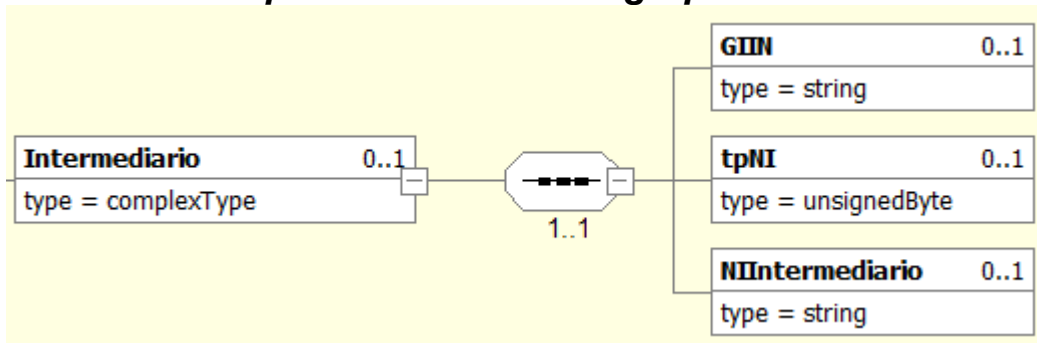 Intermediario 0..1
type = complexType
1..1
GIIN 0..1
type = string
tpNI 0..1
type = unsignedByte
NIIntermediario 0..1
type = string